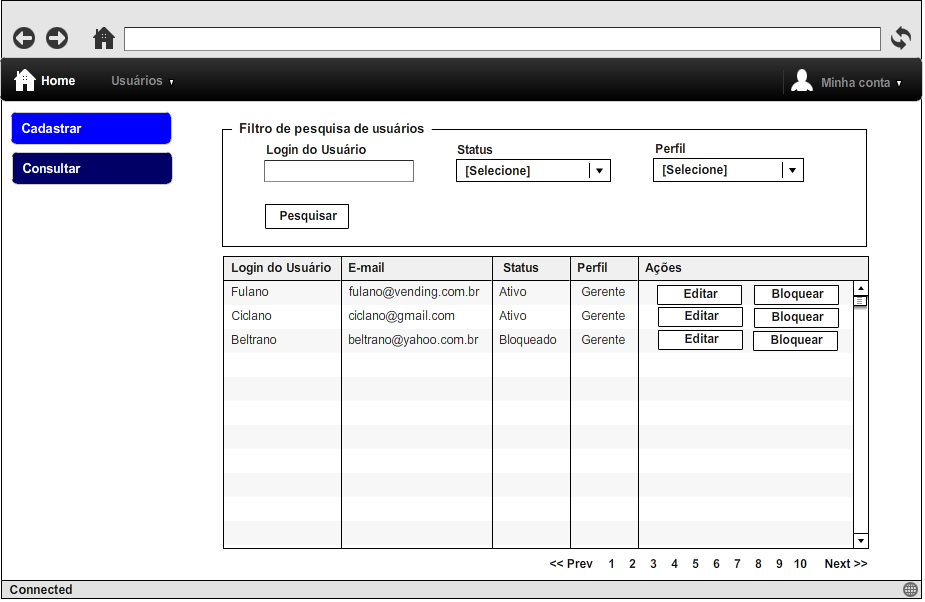 Home Usuários Minha conta
Cadastrar
Consultar
Filtro de pesquisa de usuários
Login do Usuário Status Perfil
[Selecione] [Selecione]
Pesquisar
Login do Usuário E-mail Status Perfil Ações
Fulano fulano@vending.com.br Ativo Gerente Editar Bloquear
Ciclano ciclano@gmail.com Ativo Gerente Editar Bloquear
Beltrano beltrano@yahoo.com.br Bloqueado Gerente Editar Bloquear
<< Prev 1 2 3 4 5 6 7 8 9 10 Next >>
Connected